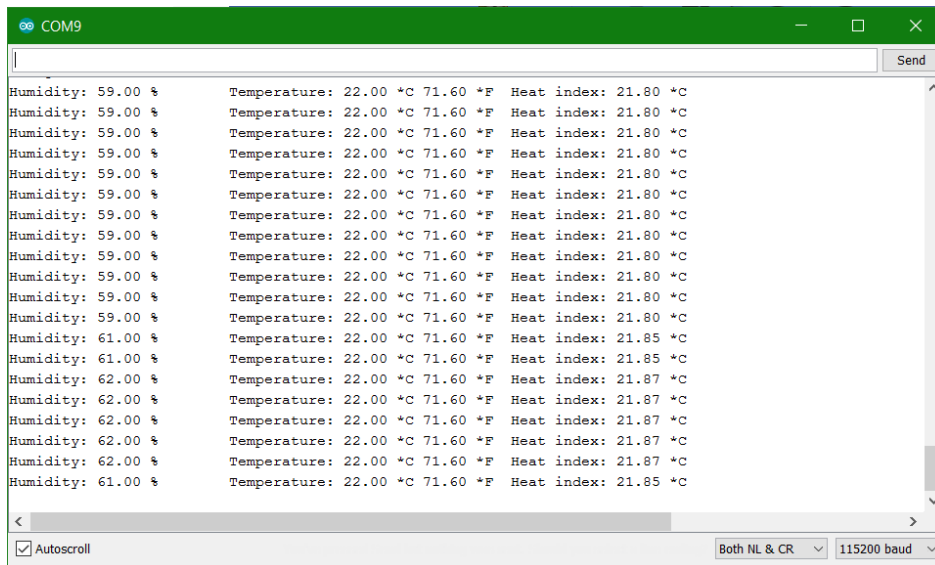 COM9
Send
Humidity: 59.00 % Temperature: 22.00 *C 71.60 *F Heat index: 21.80 *C
Humidity: 59.00 % Temperature: 22.00 *C 71.60 *F Heat index: 21.80 *C
Humidity: 59.00 % Temperature: 22.00 *C 71.60 *F Heat index: 21.80 *C
Humidity: 59.00 % Temperature: 22.00 *C 71.60 *F Heat index: 21.80 *C
Humidity: 59.00 % Temperature: 22.00 *C 71.60 *F Heat index: 21.80 *C
Humidity: 59.00 % Temperature: 22.00 *C 71.60 *F Heat index: 21.80 *C
Humidity: 59.00 % Temperature: 22.00 *C 71.60 *F Heat index: 21.80 *C
Humidity: 59.00 % Temperature: 22.00 *C 71.60 *F Heat index: 21.80 *C
Humidity: 59.00 % Temperature: 22.00 *C 71.60 *F Heat index: 21.80 *C
Humidity: 59.00 % Temperature: 22.00 *C 71.60 *F Heat index: 21.80 *C
Humidity: 59.00 % Temperature: 22.00 *C 71.60 *F Heat index: 21.80 *C
Humidity: 59.00 % Temperature: 22.00 *C 71.60 *F Heat index: 21.80 *C
Humidity: 61.00 % Temperature: 22.00 *C 71.60 *F Heat index: 21.85 *C
Humidity: 61.00 % Temperature: 22.00 *C 71.60 *F Heat index: 21.85 *C
Humidity: 62.00 % Temperature: 22.00 *C 71.60 *F Heat index: 21.87 *C
Humidity: 62.00 % Temperature: 22.00 *C 71.60 *F Heat index: 21.87 *C
Humidity: 62.00 % Temperature: 22.00 *C 71.60 *F Heat index: 21.87 *C
Humidity: 62.00 % Temperature: 22.00 *C 71.60 *F Heat index: 21.87 *C
Humidity: 62.00 % Temperature: 22.00 *C 71.60 *F Heat index: 21.87 *C
Humidity: 61.00 % Temperature: 22.00 *C 71.60 *F Heat index: 21.85 *C
Autoscroll Both NL & CR 115200 baud